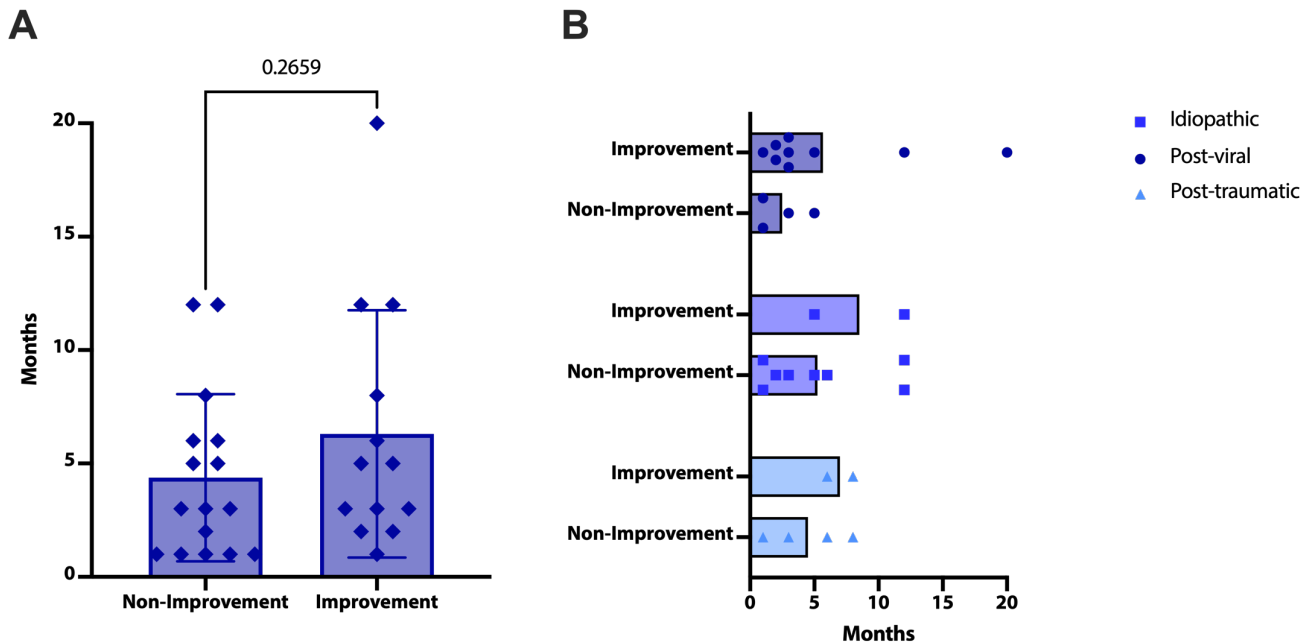 A
0.2659
20
15
10
5
0
Months
Non-Improvement
Improvement
B
Improvement
Non-Improvement
Improvement
Non-Improvement
Improvement
Non-Improvement
0 5 10 15 20
Months
Idiopathic
Post-viral
Post-traumatic